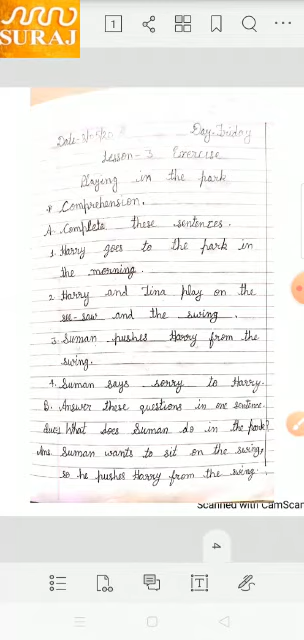 SURAJ
1
Day-Friday
Lesson-3 Exercise
Playing in the park
Comprehension.
A. Complete these sentences.
1. Harry goes to the park in
the morning.
2. Harry and Tina play on the
see-saw and the swing.
3. Suman pushes Harry from the
swing.
4. Suman says sorry to Harry.
B. Answer these questions in one sentence
Ques What does Suman do in the park?
Ans. Suman wants to sit on the swing,
so he pushes Harry from the swing.
Scanned with CamScan
4